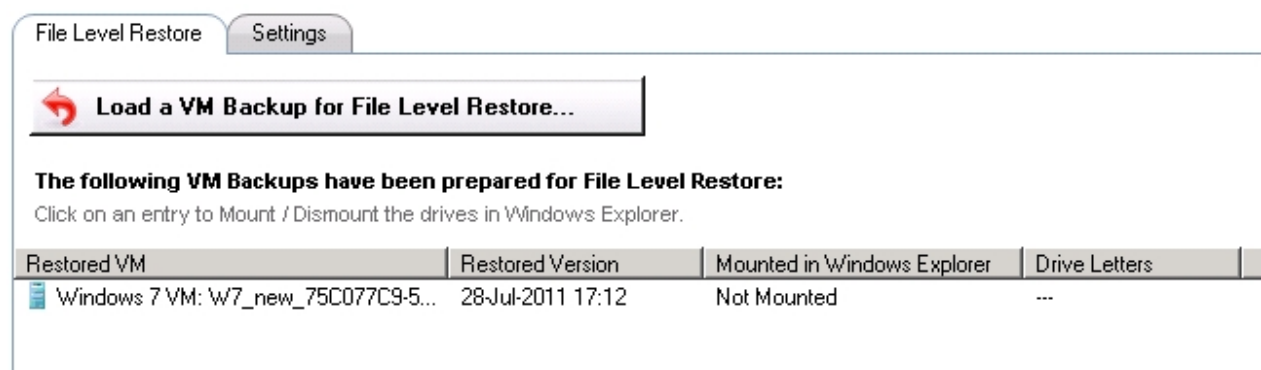 File Level Restore Settings
Load a VM Backup for File Level Restore...
The following VM Backups have been prepared for File Level Restore:
Click on an entry to Mount / Dismount the drives in Windows Explorer.
Restored VM Restored Version Mounted in Windows Explorer Drive Letters
Windows 7 VM: W7_new_75C077C9-5... 28-Jul-2011 17:12 Not Mounted ---